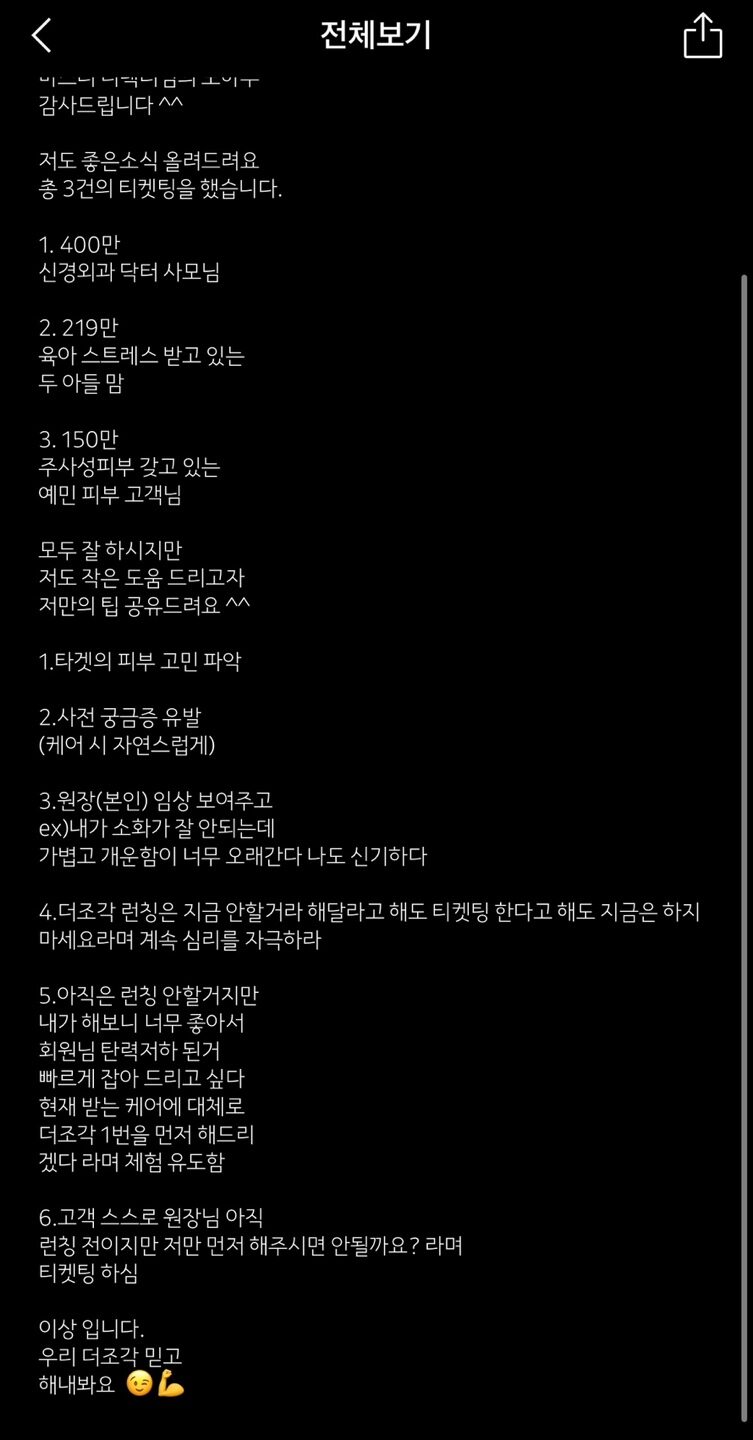 전체보기
감사드립니다 ^^
저도 좋은소식 올려드려요
총 3건의 티켓팅을 했습니다.
1. 400만
신경외과 닥터 사모님
2. 219만
육아 스트레스 받고 있는
두 아들 맘
3. 150만
주사성피부 갖고 있는
예민 피부 고객님
모두 잘 하시지만
저도 작은 도움 드리고자
저만의 팁 공유드려요 ^^
1.타겟의 피부 고민 파악
2.사전 궁금증 유발
(케어 시 자연스럽게)
3.원장(본인) 임상 보여주고
ex)내가 소화가 잘 안되는데
가볍고 개운함이 너무 오래간다 나도 신기하다
4.더조각 런칭은 지금 안할거라 해달라고 해도 티켓팅 한다고 해도 지금은 하지
마세요라며 계속 심리를 자극하라
5.아직은 런칭 안할거지만
내가 해보니 너무 좋아서
회원님 탄력저하 된거
빠르게 잡아 드리고 싶다
현재 받는 케어에 대체로
더조각 1번을 먼저 해드리
겠다 라며 체험 유도함
6.고객 스스로 원장님 아직
런칭 전이지만 저만 먼저 해주시면 안될까요? 라며
티켓팅 하심
이상 입니다.
우리 더조각 믿고
해내봐요 😉💪